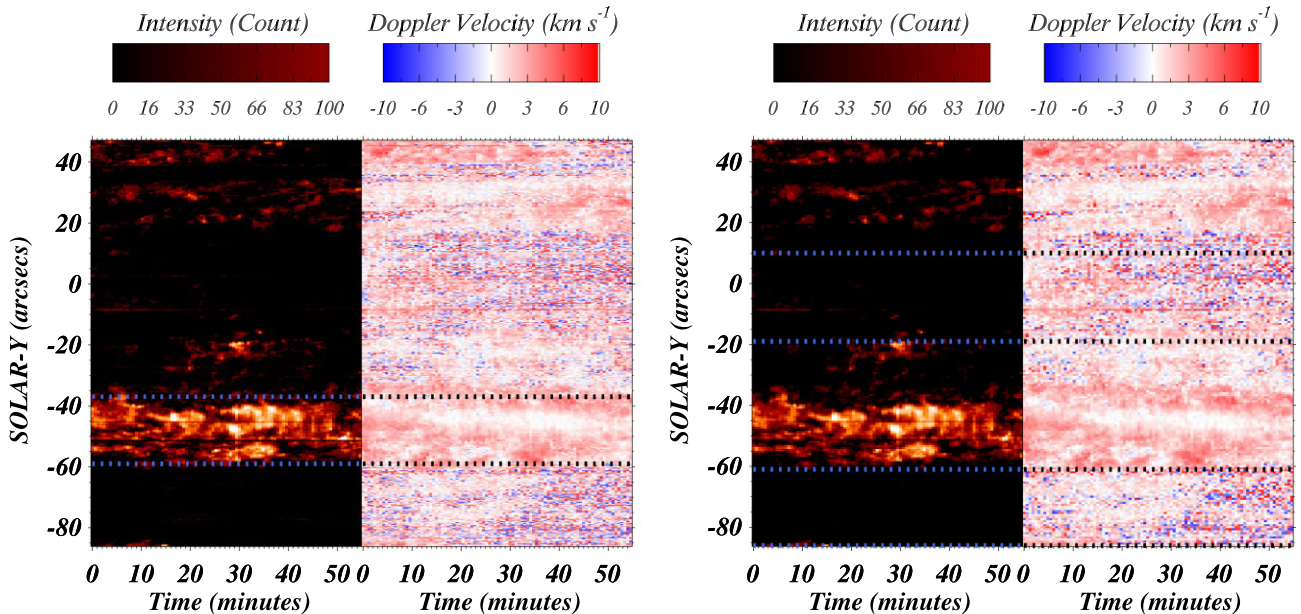 Intensity (Count) Doppler Velocity (km s⁻¹) Intensity (Count) Doppler Velocity (km s⁻¹)
0 16 33 50 66 83 100 -10 -6 -3 0 3 6 10 0 16 33 50 66 83 100 -10 -6 -3 0 3 6 10
SOLAR-Y (arcsecs)
40
20
0
-20
-40
-60
-80
0 10 20 30 40 50 0 10 20 30 40 50
Time (minutes) Time (minutes)
SOLAR-Y (arcsecs)
40
20
0
-20
-40
-60
-80
0 10 20 30 40 50 0 10 20 30 40 50
Time (minutes) Time (minutes)